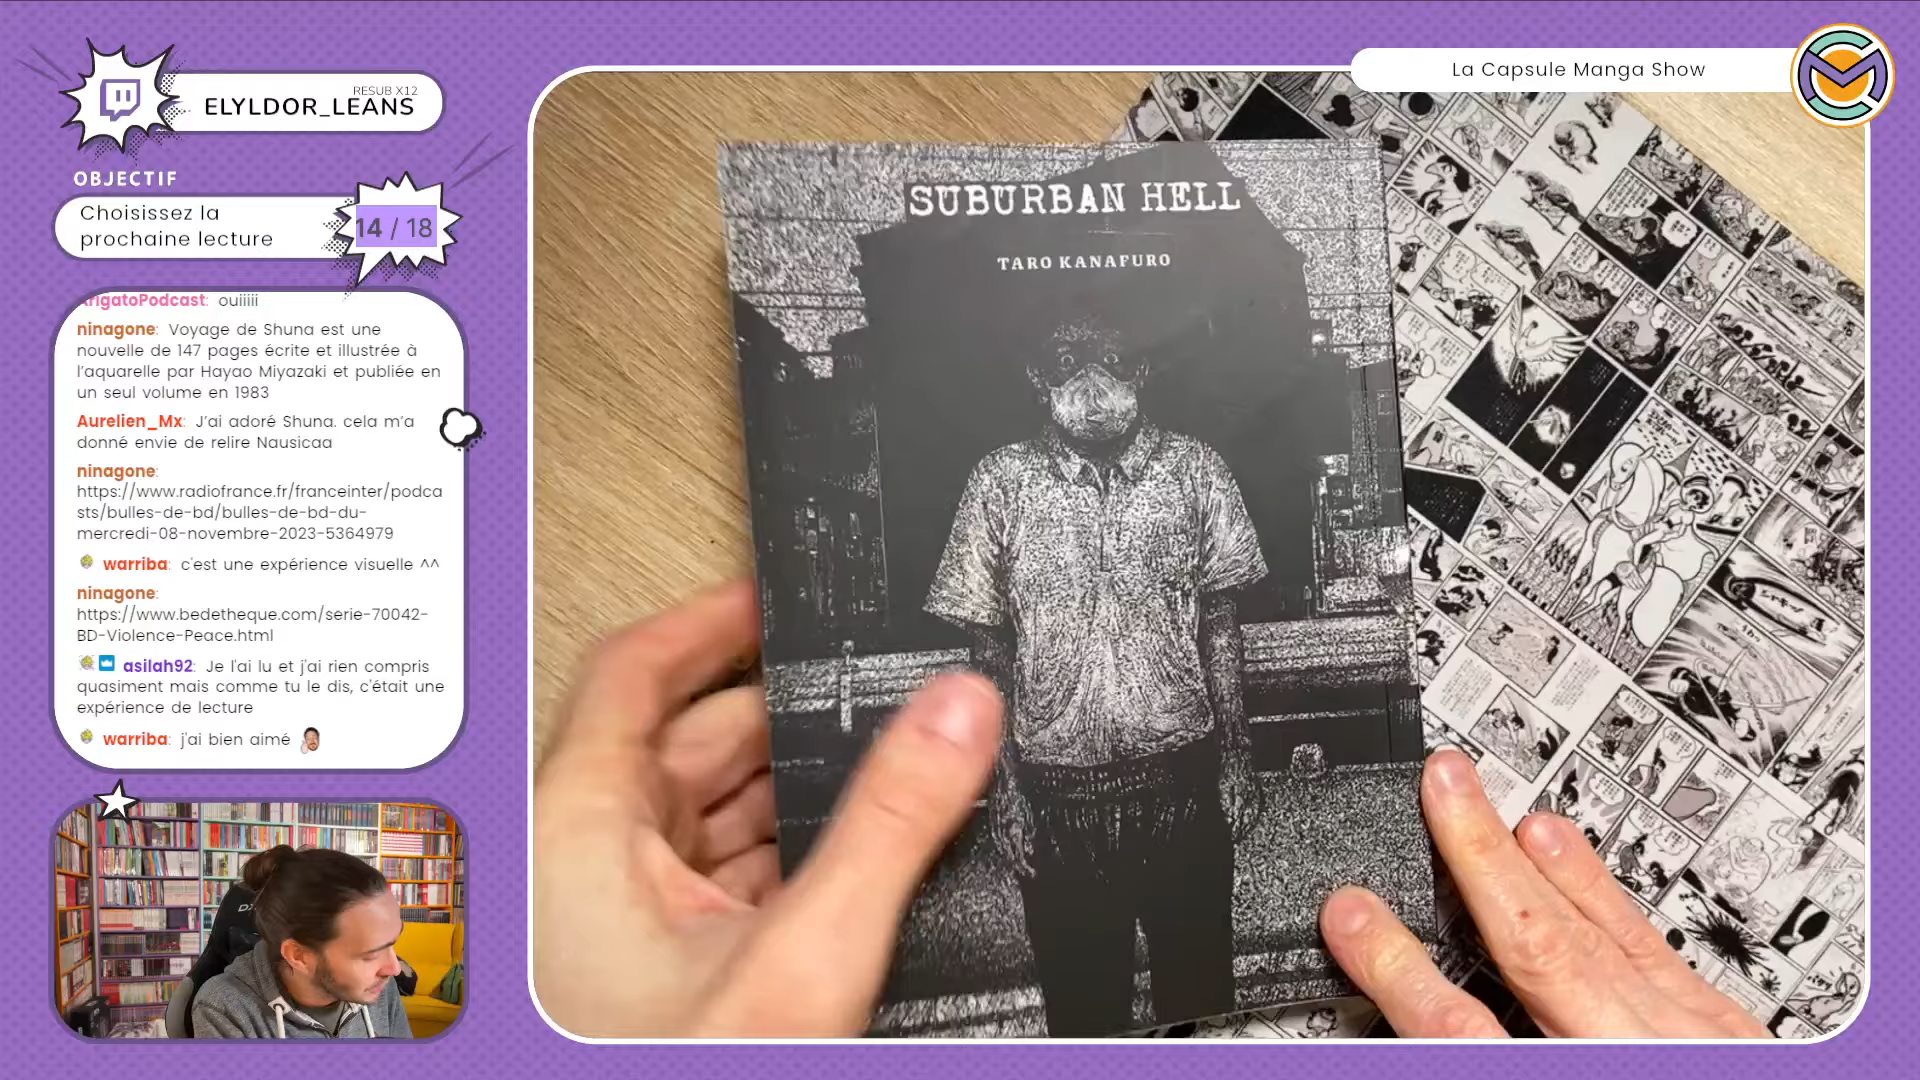 RESUB X12
ELYLDOR_LEANS
OBJECTIF
Choisissez la
prochaine lecture
14 / 18
ArigatoPodcast: ouiiiii
ninagone: Voyage de Shuna est une
nouvelle de 147 pages écrite et illustrée à
l'aquarelle par Hayao Miyazaki et publiée en
un seul volume en 1983
Aurelien_Mx: J'ai adoré Shuna. cela m'a
donné envie de relire Nausicaa
ninagone:
https://www.radiofrance.fr/franceinter/podca
sts/bulles-de-bd/bulles-de-bd-du-
mercredi-08-novembre-2023-5364979
warriba: c'est une expérience visuelle ^^
ninagone:
https://www.bedetheque.com/serie-70042-
BD-Violence-Peace.html
asilah92: Je l'ai lu et j'ai rien compris
quasiment mais comme tu le dis, c'était une
expérience de lecture
warriba: j'ai bien aimé
La Capsule Manga Show
SUBURBAN HELL
TARO KANAFURO